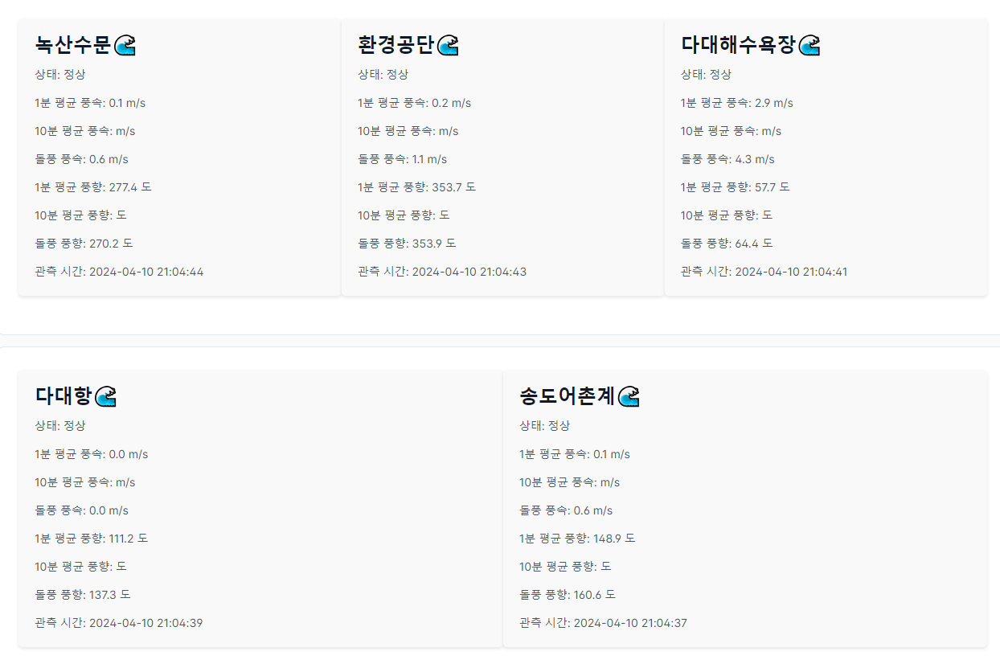 녹산수문🌊
상태: 정상
1분 평균 풍속: 0.1 m/s
10분 평균 풍속: m/s
돌풍 풍속: 0.6 m/s
1분 평균 풍향: 277.4 도
10분 평균 풍향: 도
돌풍 풍향: 270.2 도
관측 시간: 2024-04-10 21:04:44
환경공단🌊
상태: 정상
1분 평균 풍속: 0.2 m/s
10분 평균 풍속: m/s
돌풍 풍속: 1.1 m/s
1분 평균 풍향: 353.7 도
10분 평균 풍향: 도
돌풍 풍향: 353.9 도
관측 시간: 2024-04-10 21:04:43
다대해수욕장🌊
상태: 정상
1분 평균 풍속: 2.9 m/s
10분 평균 풍속: m/s
돌풍 풍속: 4.3 m/s
1분 평균 풍향: 57.7 도
10분 평균 풍향: 도
돌풍 풍향: 64.4 도
관측 시간: 2024-04-10 21:04:41
다대항🌊
상태: 정상
1분 평균 풍속: 0.0 m/s
10분 평균 풍속: m/s
돌풍 풍속: 0.0 m/s
1분 평균 풍향: 111.2 도
10분 평균 풍향: 도
돌풍 풍향: 137.3 도
관측 시간: 2024-04-10 21:04:39
송도어촌계🌊
상태: 정상
1분 평균 풍속: 0.1 m/s
10분 평균 풍속: m/s
돌풍 풍속: 0.6 m/s
1분 평균 풍향: 148.9 도
10분 평균 풍향: 도
돌풍 풍향: 160.6 도
관측 시간: 2024-04-10 21:04:37